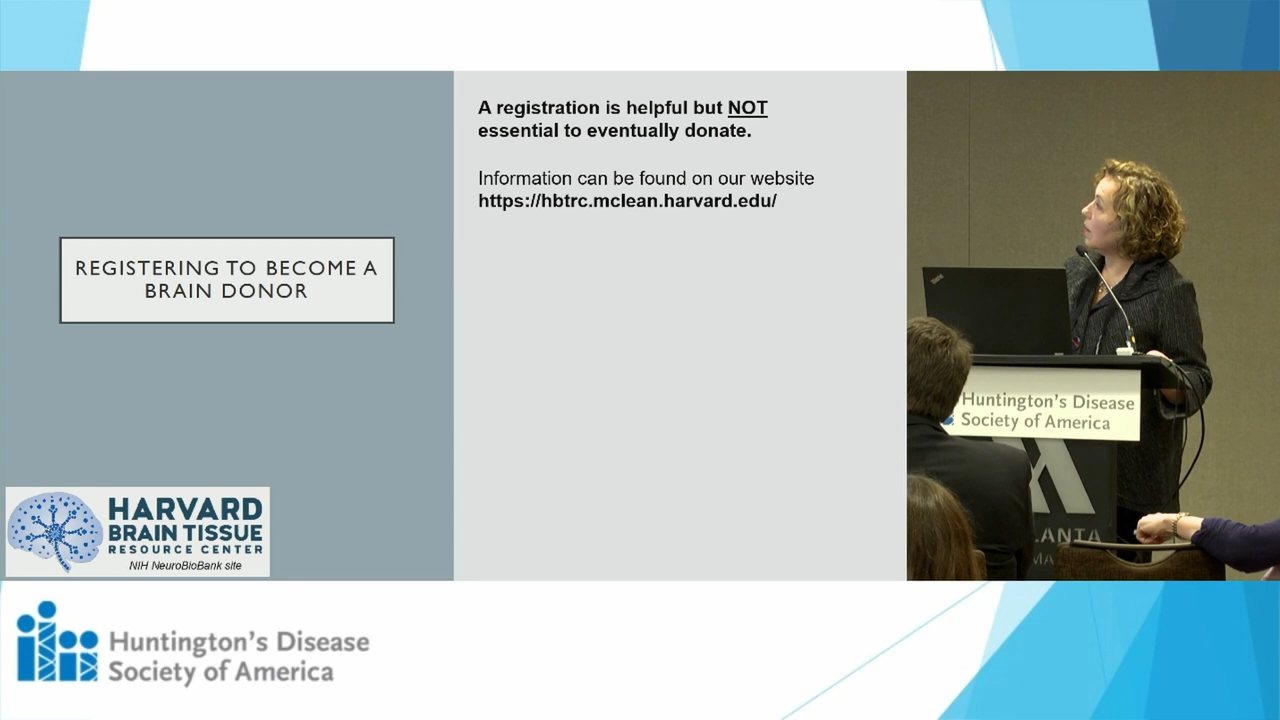 REGISTERING TO BECOME A
BRAIN DONOR
HARVARD
BRAIN TISSUE
RESOURCE CENTER
NIH NeuroBioBank site
A registration is helpful but NOT
essential to eventually donate.
Information can be found on our website
https://hbtrc.mclean.harvard.edu/
Huntington's Disease
Society of America
LANTA
MA
Huntington's Disease
Society of America